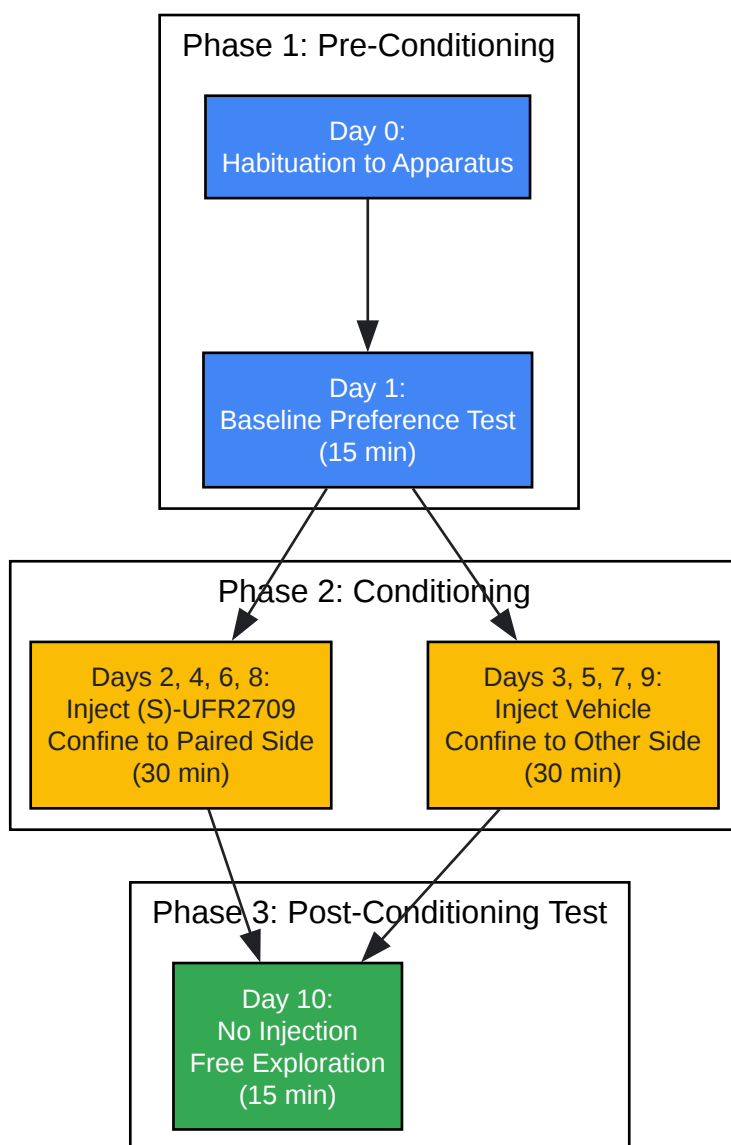 Phase 1: Pre-Conditioning
Day 0:
Habituation to Apparatus
Day 1:
Baseline Preference Test
(15 min)
Phase 2: Conditioning
Days 2, 4, 6, 8:
Inject (S)-UFR2709
Confine to Paired Side
(30 min)
Days 3, 5, 7, 9:
Inject Vehicle
Confine to Other Side
(30 min)
Phase 3: Post-Conditioning Test
Day 10:
No Injection
Free Exploration
(15 min)